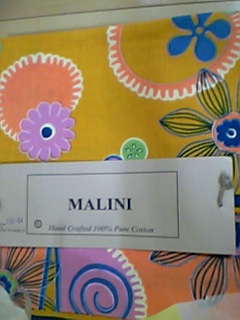 MALINI
Hand Crafted 100% Pure Cotton